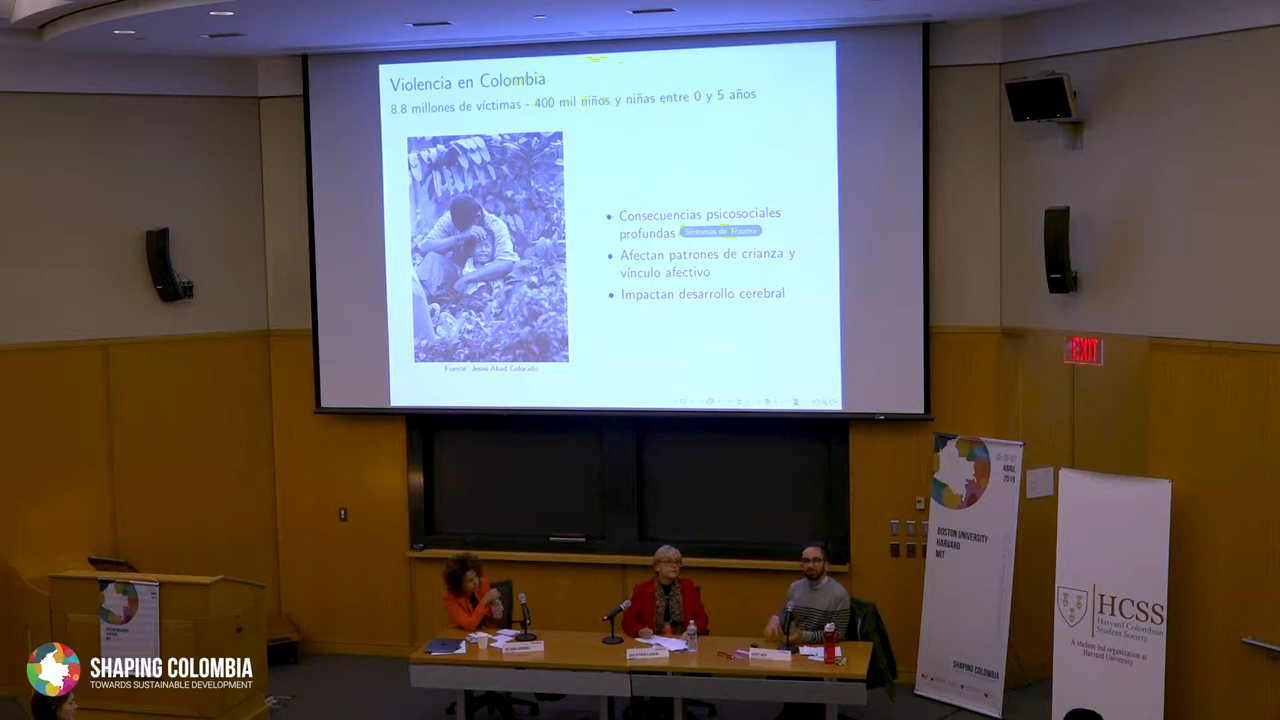 Violencia en Colombia
8.8 millones de víctimas - 400 mil niños y niñas entre 0 y 5 años
Consecuencias psicosociales
profundas Síntomas de Trauma
Afectan patrones de crianza y
vínculo afectivo
Impactan desarrollo cerebral
Fuente: Jesus Abad Colorado
EXIT
05-06-07
ABRIL
2018
BOSTON UNIVERSITY
HARVARD
MIT
SHAPING COLOMBIA
HCSS
Harvard Colombian
Student Society
A student-led organization at
Harvard University
SHAPING COLOMBIA
TOWARDS SUSTAINABLE DEVELOPMENT